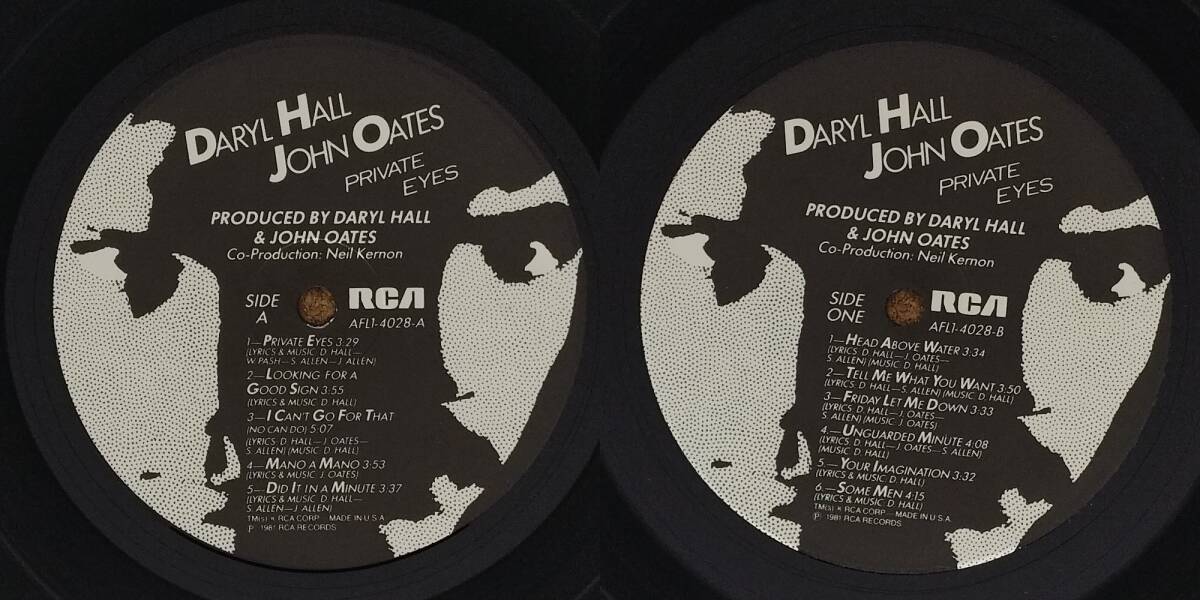 DARYL HALL
JOHN OATES
PRIVATE
EYES
PRODUCED BY DARYL HALL
& JOHN OATES
Co-Production: Neil Kernon
SIDE
A
RCA
AFL1-4028-A
1—PRIVATE EYES 3:29
(LYRICS & MUSIC: D. HALL—
W. PASH—S. ALLEN—J. ALLEN)
2—LOOKING FOR A
GOOD SIGN 3:55
(LYRICS & MUSIC: D. HALL)
3—I CAN'T GO FOR THAT
(NO CAN DO) 5:07
(LYRICS: D. HALL—J. OATES—
S. ALLEN) (MUSIC: D. HALL)
4—MANO A MANO 3:53
(LYRICS & MUSIC: J. OATES)
5—DID IT IN A MINUTE 3:37
(LYRICS & MUSIC: D. HALL—
S. ALLEN—J. ALLEN)
TM(s) ® RCA CORP—MADE IN U.S.A.
℗ 1981 RCA RECORDS
DARYL HALL
JOHN OATES
PRIVATE
EYES
PRODUCED BY DARYL HALL
& JOHN OATES
Co-Production: Neil Kernon
SIDE
ONE
RCA
AFL1-4028-B
1—HEAD ABOVE WATER 3:34
(LYRICS: D. HALL—J. OATES—
S. ALLEN) (MUSIC: D. HALL)
2—TELL ME WHAT YOU WANT 3:50
(LYRICS: D. HALL—S. ALLEN) (MUSIC: D. HALL)
3—FRIDAY LET ME DOWN 3:33
(LYRICS: D. HALL—J. OATES—
S. ALLEN) (MUSIC: J. OATES)
4.—UNGUARDED MINUTE 4:08
(LYRICS: D. HALL—J. OATES—S. ALLEN)
(MUSIC: D. HALL)
5.—YOUR IMAGINATION 3:32
(LYRICS & MUSIC: D. HALL)
6.—SOME MEN 4:15
(LYRICS & MUSIC: D. HALL)
TM(s) ® RCA CORP—MADE IN U.S.A.
℗ 1981 RCA RECORDS